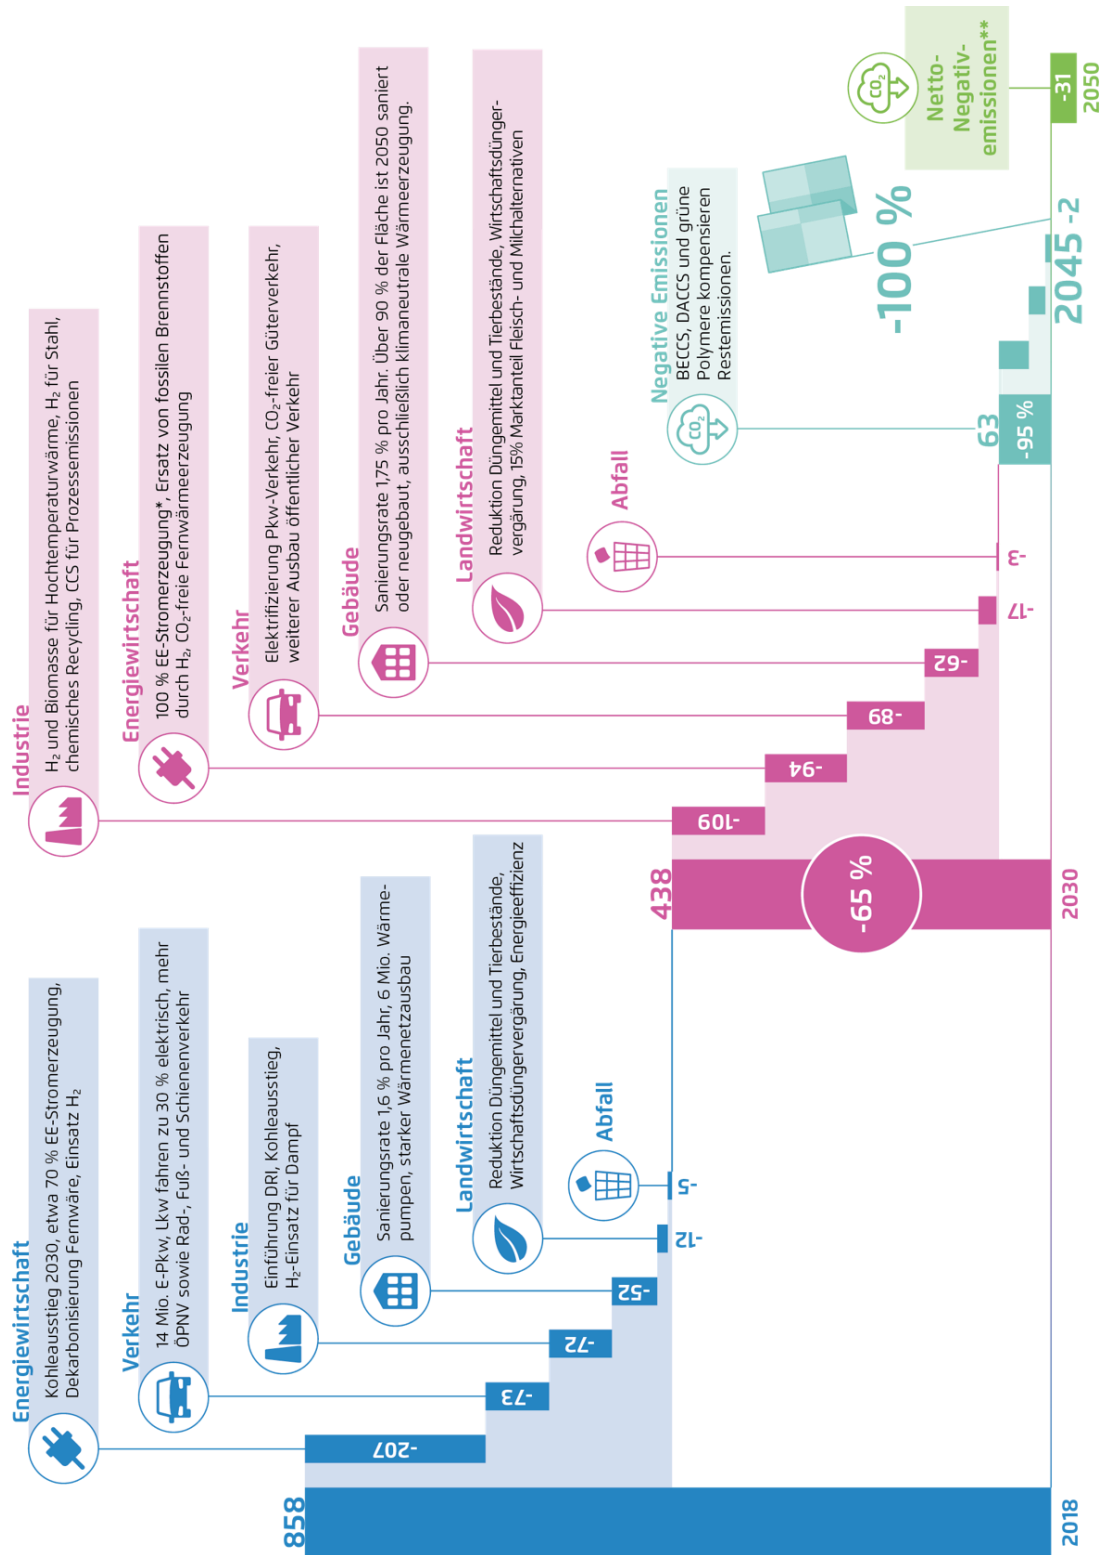 858
2018
Energiewirtschaft
Kohleausstieg 2030, etwa 70 % EE-Stromerzeugung,
Dekarbonisierung Fernwäre, Einsatz H₂
-207
Verkehr
14 Mio. E-Pkw, Lkw fahren zu 30 % elektrisch, mehr
ÖPNV sowie Rad-, Fuß- und Schienenverkehr
-73
Industrie
Einführung DRI, Kohleausstieg,
H₂-Einsatz für Dampf
-72
Gebäude
Sanierungsrate 1,6 % pro Jahr, 6 Mio. Wärme-
pumpen, starker Wärmenetzausbau
-52
Landwirtschaft
Reduktion Düngemittel und Tierbestände,
Wirtschaftsdüngervergärung, Energieeffizienz
-12
Abfall
-5
438
-65 %
2030
Industrie
H₂ und Biomasse für Hochtemperaturwärme, H₂ für Stahl,
chemisches Recycling, CCS für Prozessemissionen
-109
Energiewirtschaft
100 % EE-Stromerzeugung*, Ersatz von fossilen Brennstoffen
durch H₂, CO₂-freie Fernwärmeerzeugung
-94
Verkehr
Elektrifizierung Pkw-Verkehr, CO₂-freier Güterverkehr,
weiterer Ausbau öffentlicher Verkehr
-89
Gebäude
Sanierungsrate 1,75 % pro Jahr. Über 90 % der Fläche ist 2050 saniert
oder neugebaut, ausschließlich klimaneutrale Wärmeerzeugung.
-62
Landwirtschaft
Reduktion Düngemittel und Tierbestände, Wirtschaftsdünger-
vergärung, 15% Marktanteil Fleisch- und Milchalternativen
-17
Abfall
-3
63
-95 %
Negative Emissionen
CO₂
BECCS, DACCS und grüne
Polymere kompensieren
Restemissionen.
-100 %
2045 -2
CO₂
Netto-
Negativ-
emissionen**
-31
2050